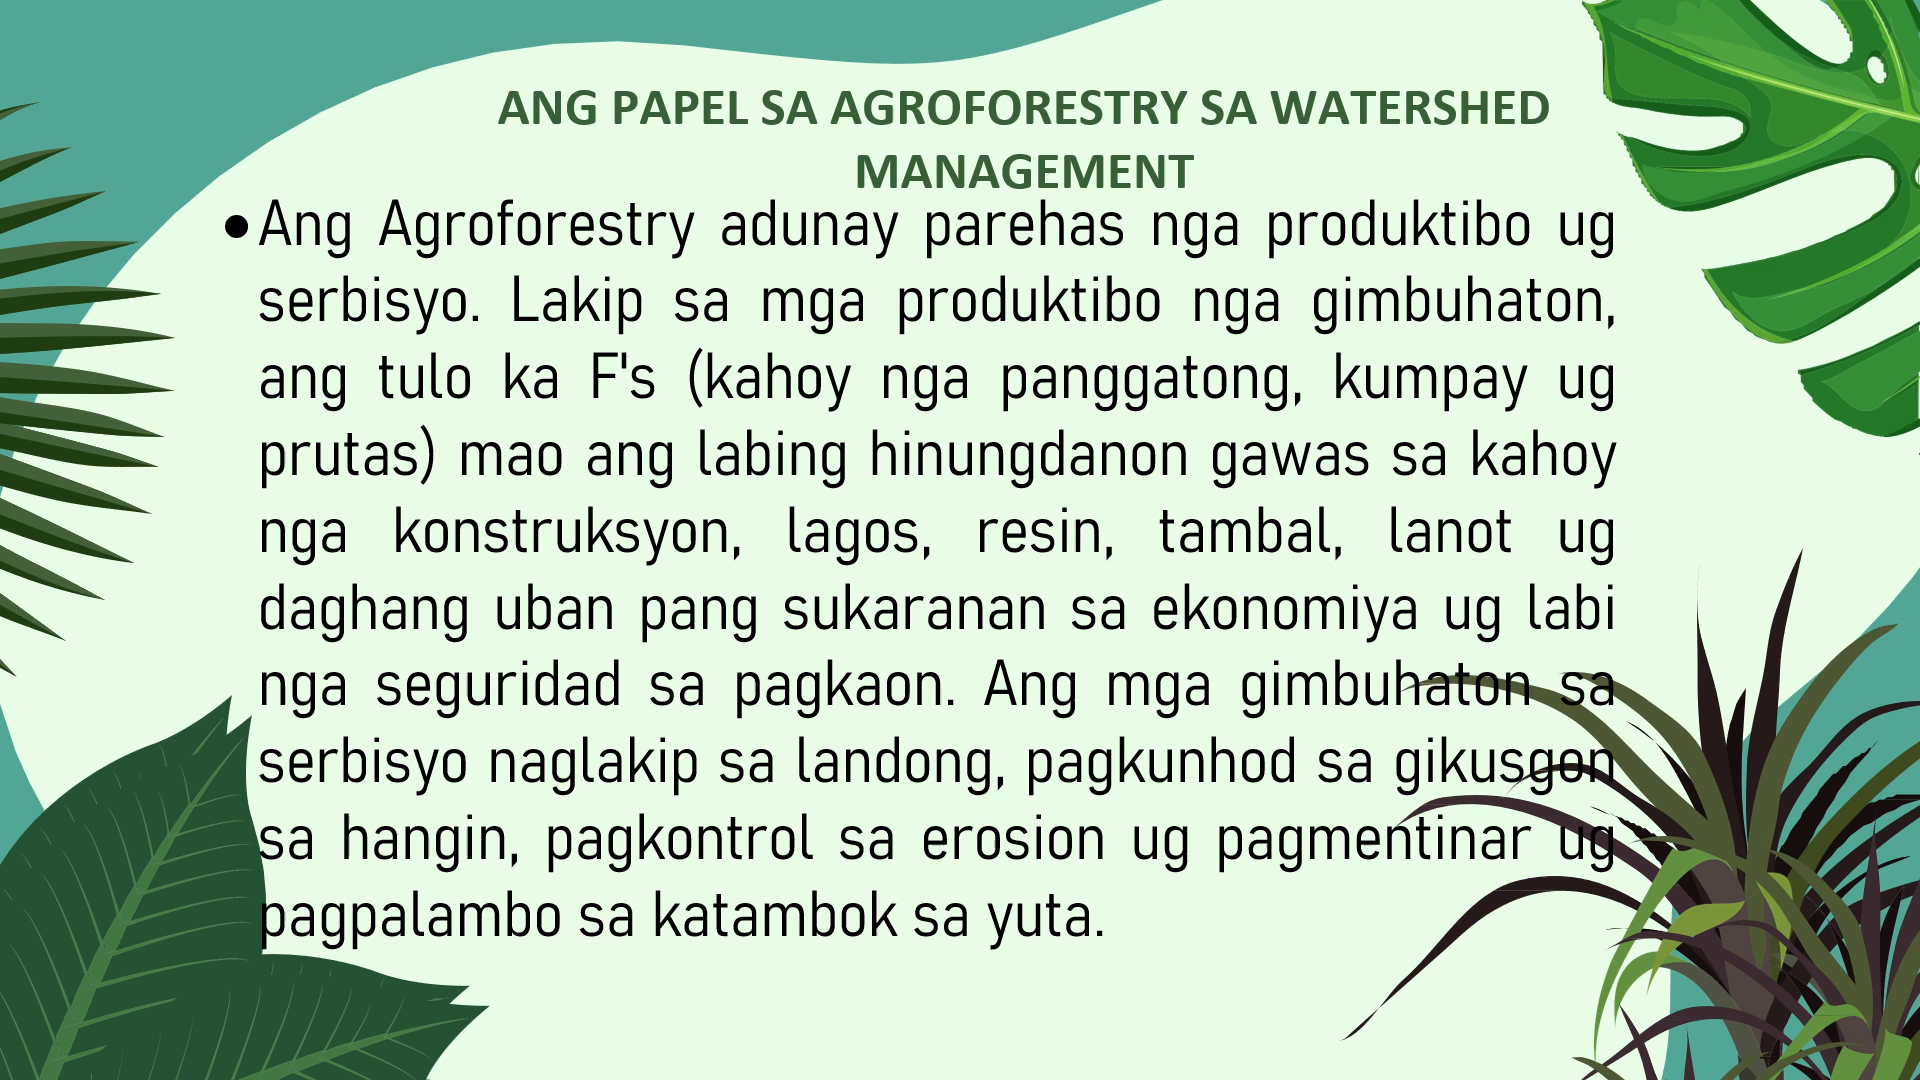 ANG PAPEL SA AGROFORESTRY SA WATERSHED
MANAGEMENT
● Ang Agroforestry adunay parehas nga produktibo ug
serbisyo. Lakip sa mga produktibo nga gimbuhaton,
ang tulo ka F's (kahoy nga panggatong, kumpay ug
prutas) mao ang labing hinungdanon gawas sa kahoy
nga konstruksyon, lagos, resin, tambal, lanot ug
daghang uban pang sukaranan sa ekonomiya ug labi
nga seguridad sa pagkaon. Ang mga gimbuhaton sa
serbisyo naglakip sa landong, pagkunhod sa gikusgon
sa hangin, pagkontrol sa erosion ug pagmentinar ug
pagpalambo sa katambok sa yuta.